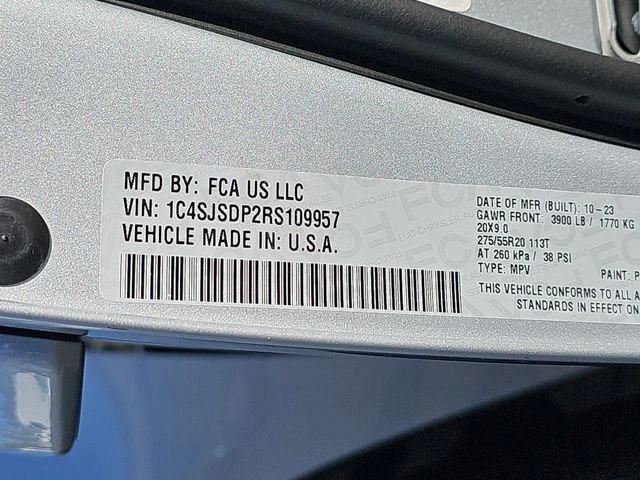 MFD BY: FCA US LLC
VIN: 1C4SJSDP2RS109957
VEHICLE MADE IN: U.S.A.
DATE OF MFR (BUILT): 10-23
GAWR FRONT: 3900 LB / 1770 KG
20X9.0
275/55R20 113T
AT 260 kPa / 38 PSI
TYPE: MPV PAINT: P
THIS VEHICLE CONFORMS TO ALL A
STANDARDS IN EFFECT ON